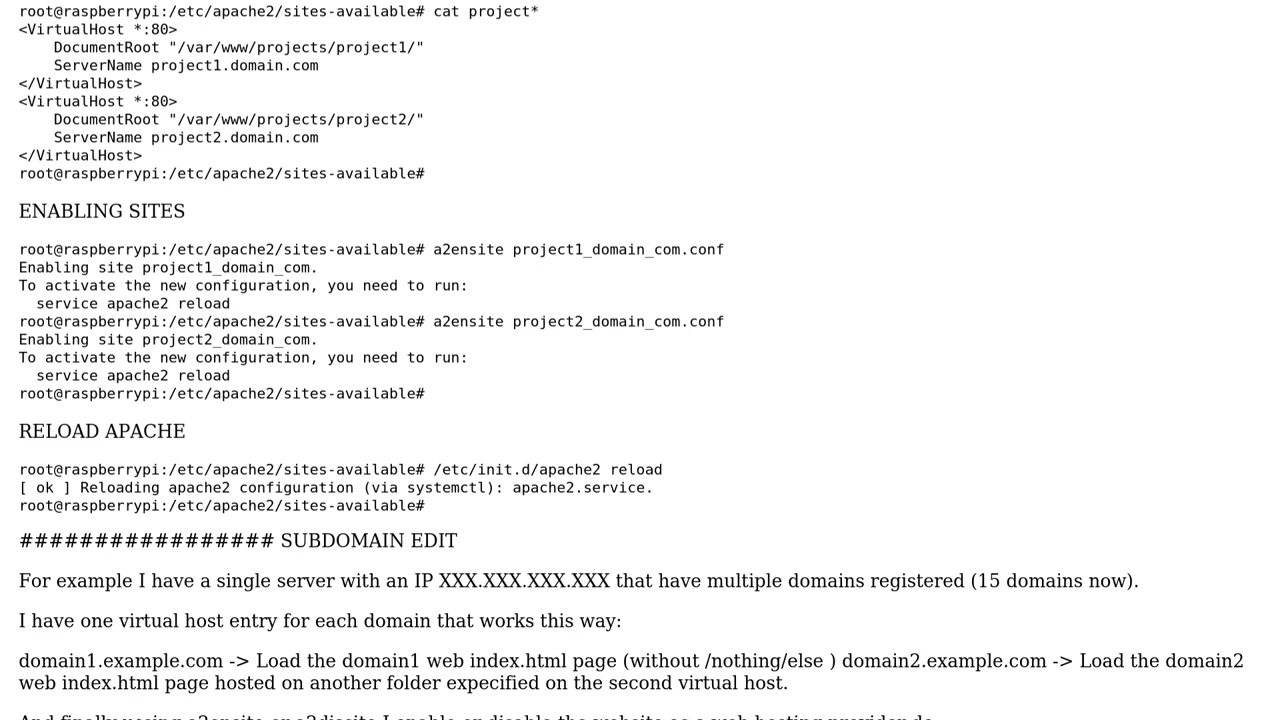 root@raspberrypi:/etc/apache2/sites-available# cat project*
<VirtualHost *:80>
    DocumentRoot "/var/www/projects/project1/"
    ServerName project1.domain.com
</VirtualHost>
<VirtualHost *:80>
    DocumentRoot "/var/www/projects/project2/"
    ServerName project2.domain.com
</VirtualHost>
root@raspberrypi:/etc/apache2/sites-available#
ENABLING SITES
root@raspberrypi:/etc/apache2/sites-available# a2ensite project1_domain_com.conf
Enabling site project1_domain_com.
To activate the new configuration, you need to run:
  service apache2 reload
root@raspberrypi:/etc/apache2/sites-available# a2ensite project2_domain_com.conf
Enabling site project2_domain_com.
To activate the new configuration, you need to run:
  service apache2 reload
root@raspberrypi:/etc/apache2/sites-available#
RELOAD APACHE
root@raspberrypi:/etc/apache2/sites-available# /etc/init.d/apache2 reload
[ ok ] Reloading apache2 configuration (via systemctl): apache2.service.
root@raspberrypi:/etc/apache2/sites-available#
################# SUBDOMAIN EDIT
For example I have a single server with an IP XXX.XXX.XXX.XXX that have multiple domains registered (15 domains now).
I have one virtual host entry for each domain that works this way:
domain1.example.com -> Load the domain1 web index.html page (without /nothing/else ) domain2.example.com -> Load the domain2
web index.html page hosted on another folder expecified on the second virtual host.